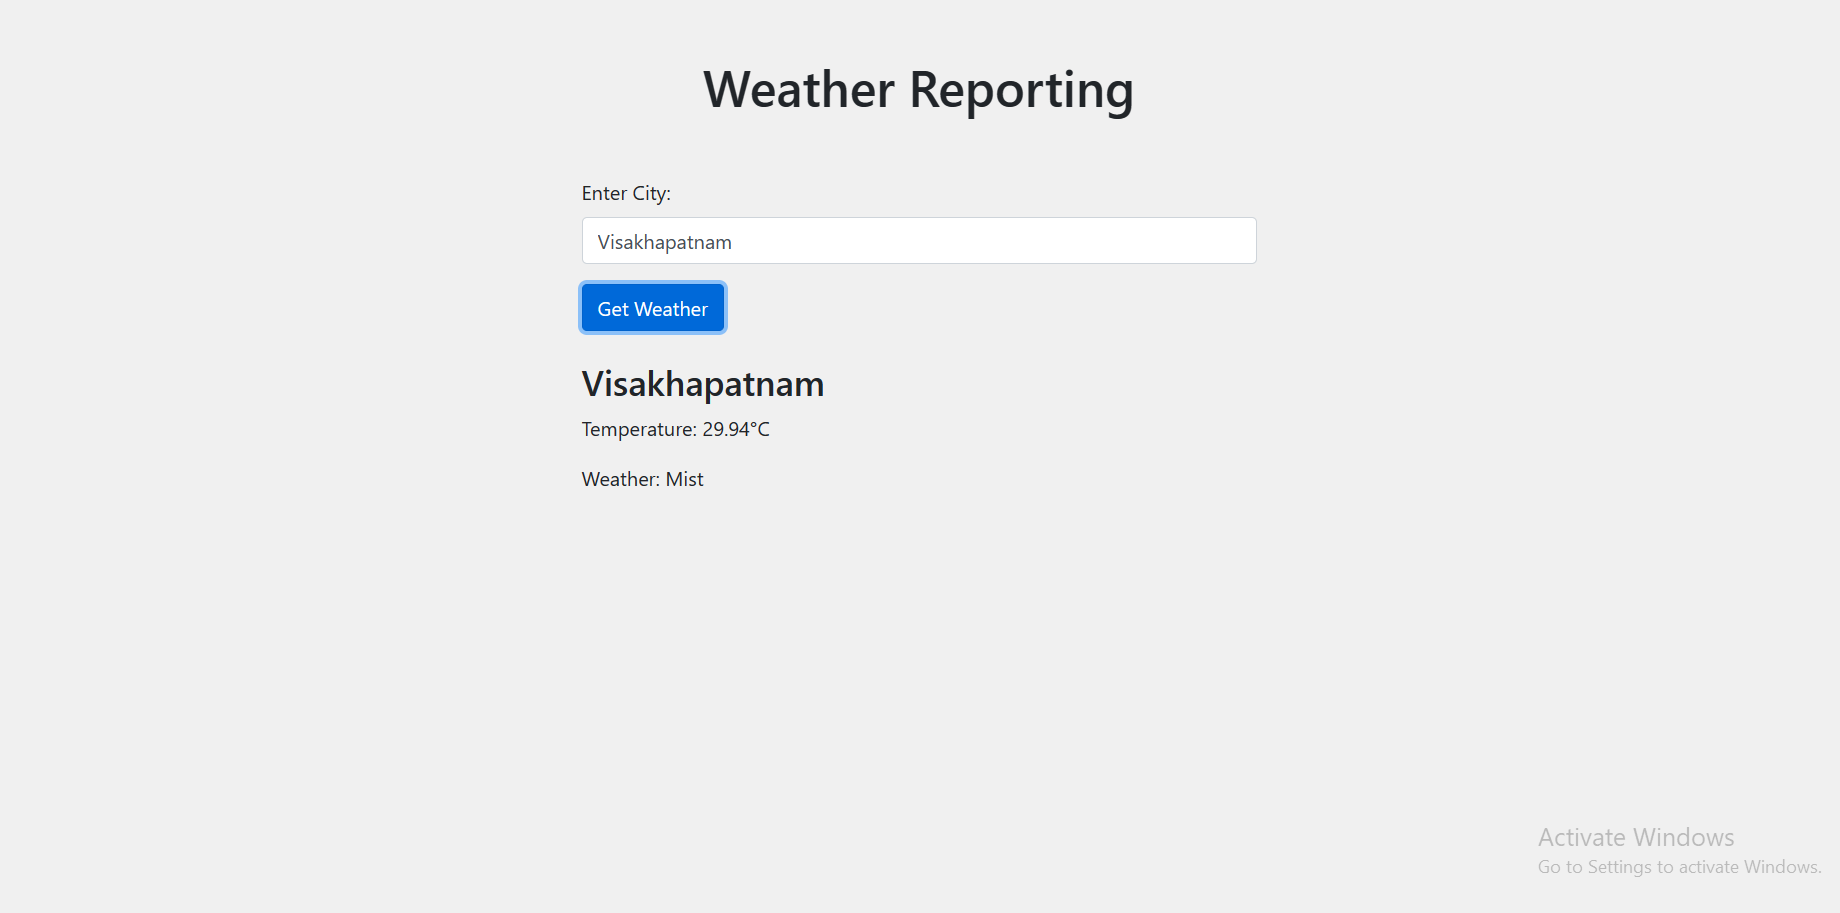 Weather Reporting
Enter City:
Visakhapatnam
Get Weather
Visakhapatnam
Temperature: 29.94°C
Weather: Mist
Activate Windows
Go to Settings to activate Windows.